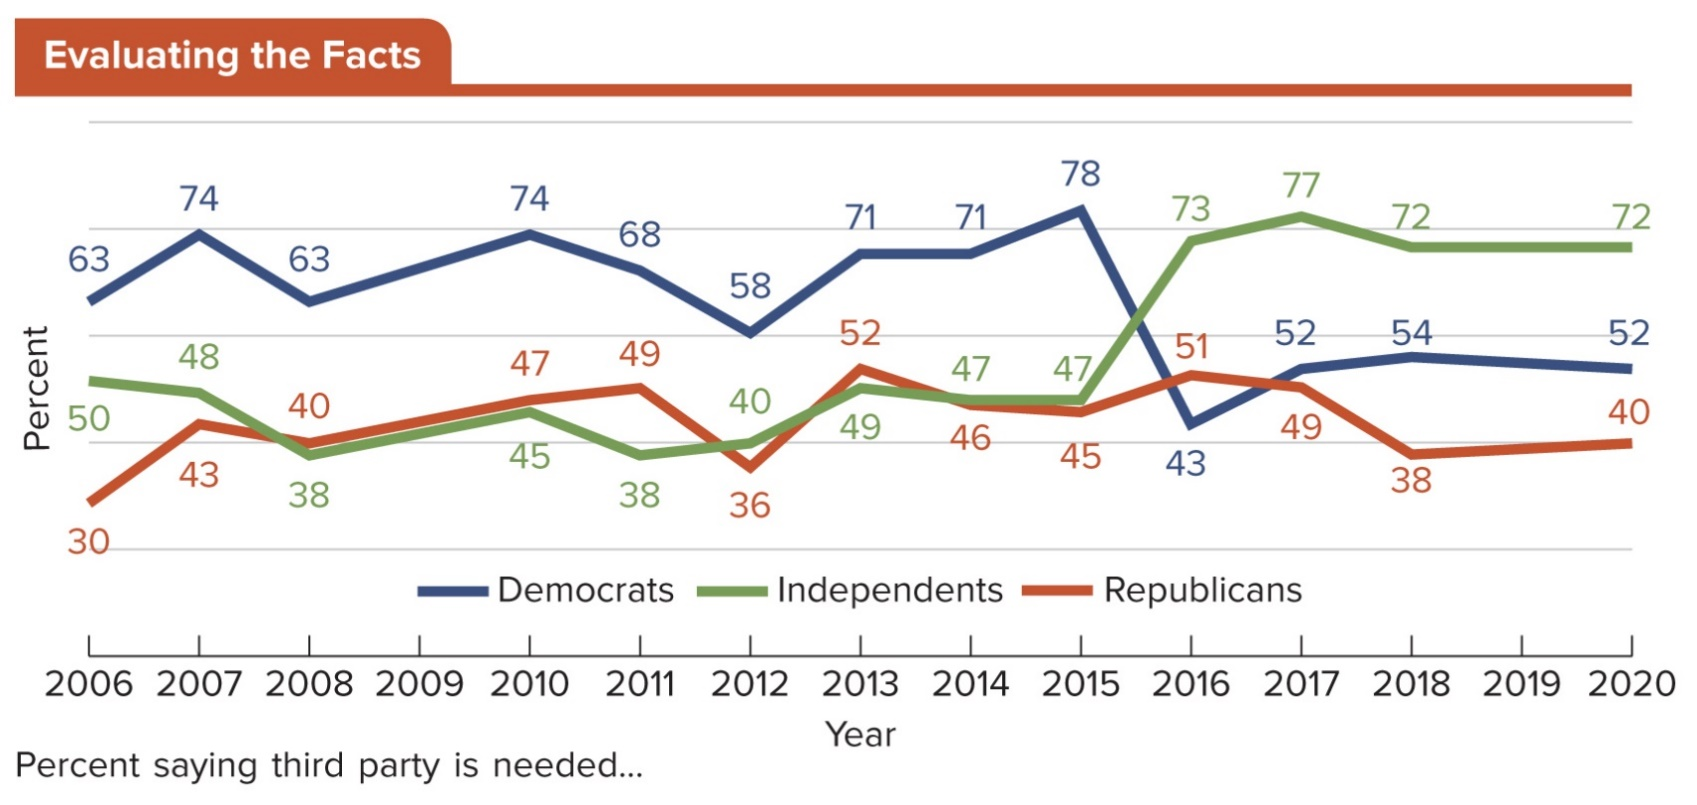 Evaluating the Facts
78
77
74 74 73 72 72
71 71
68
63 63
58
52 52 54 52
51
48 47 49 47 47
50 40 40 40
49 49
43 45 46 45 43 38
38 38 36
30
Percent
Democrats Independents Republicans
2006 2007 2008 2009 2010 2011 2012 2013 2014 2015 2016 2017 2018 2019 2020
Year
Percent saying third party is needed...